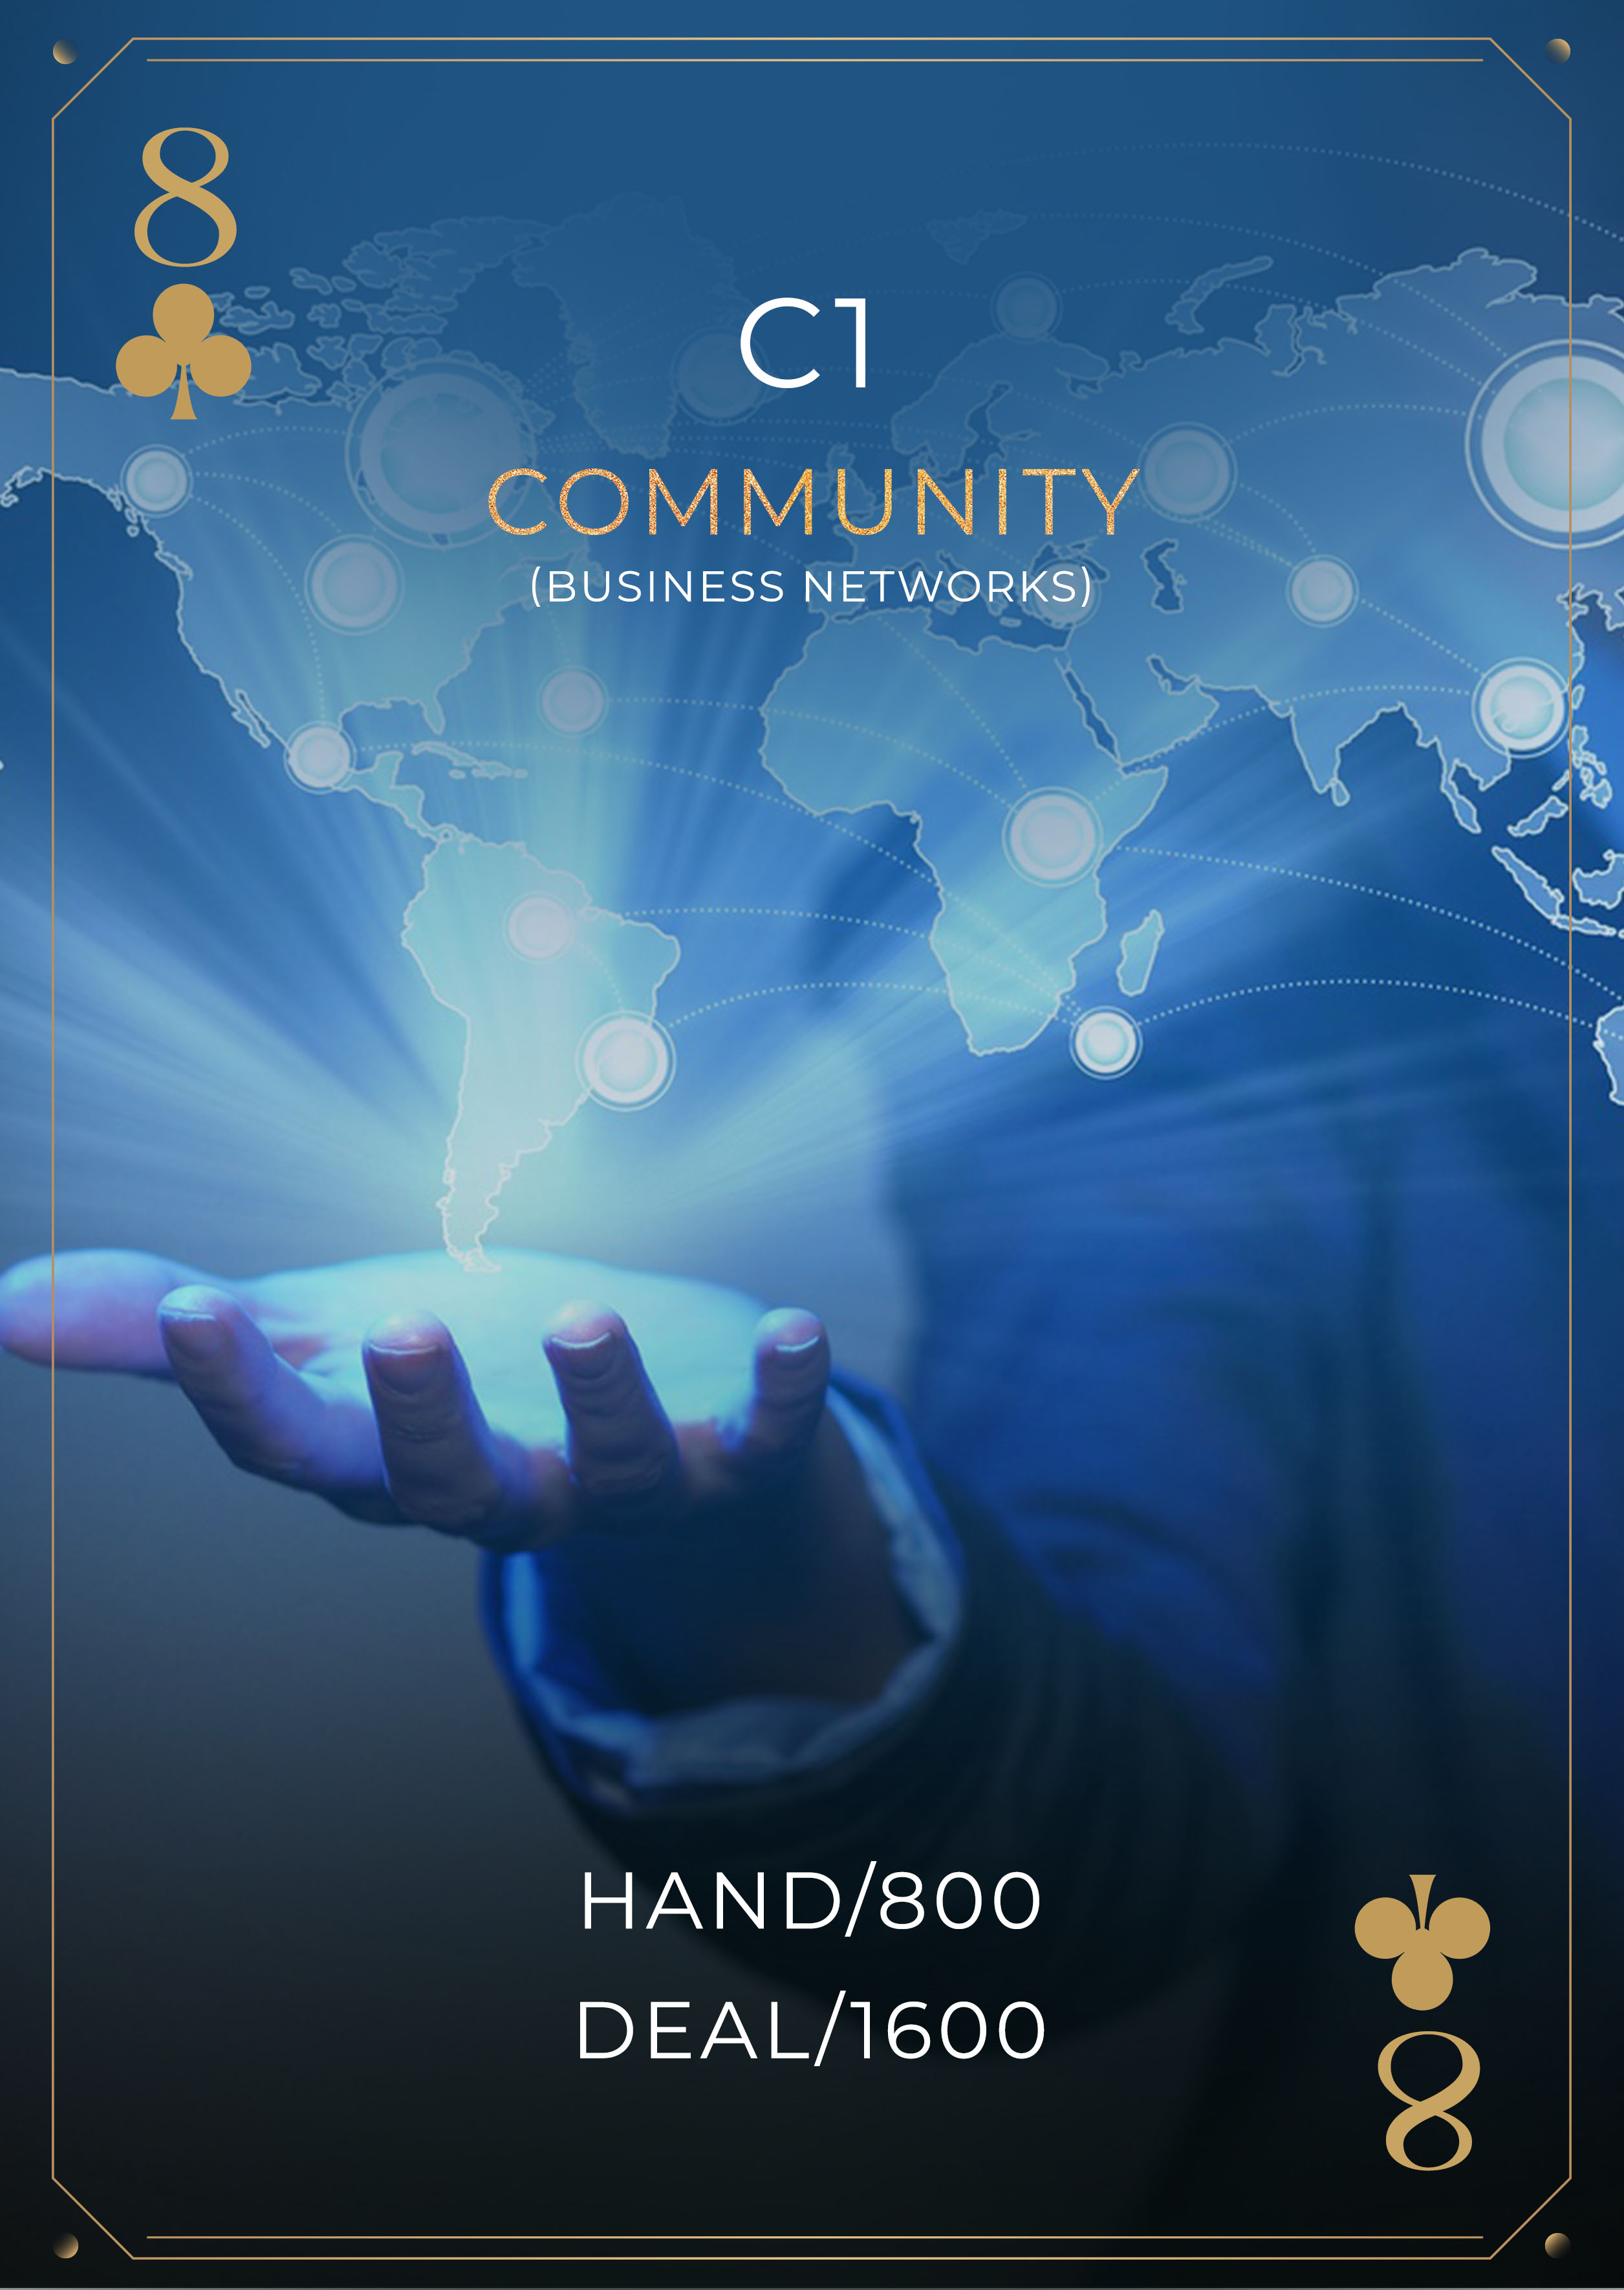 8
C1
COMMUNITY
(BUSINESS NETWORKS)
HAND/800
DEAL/1600
8